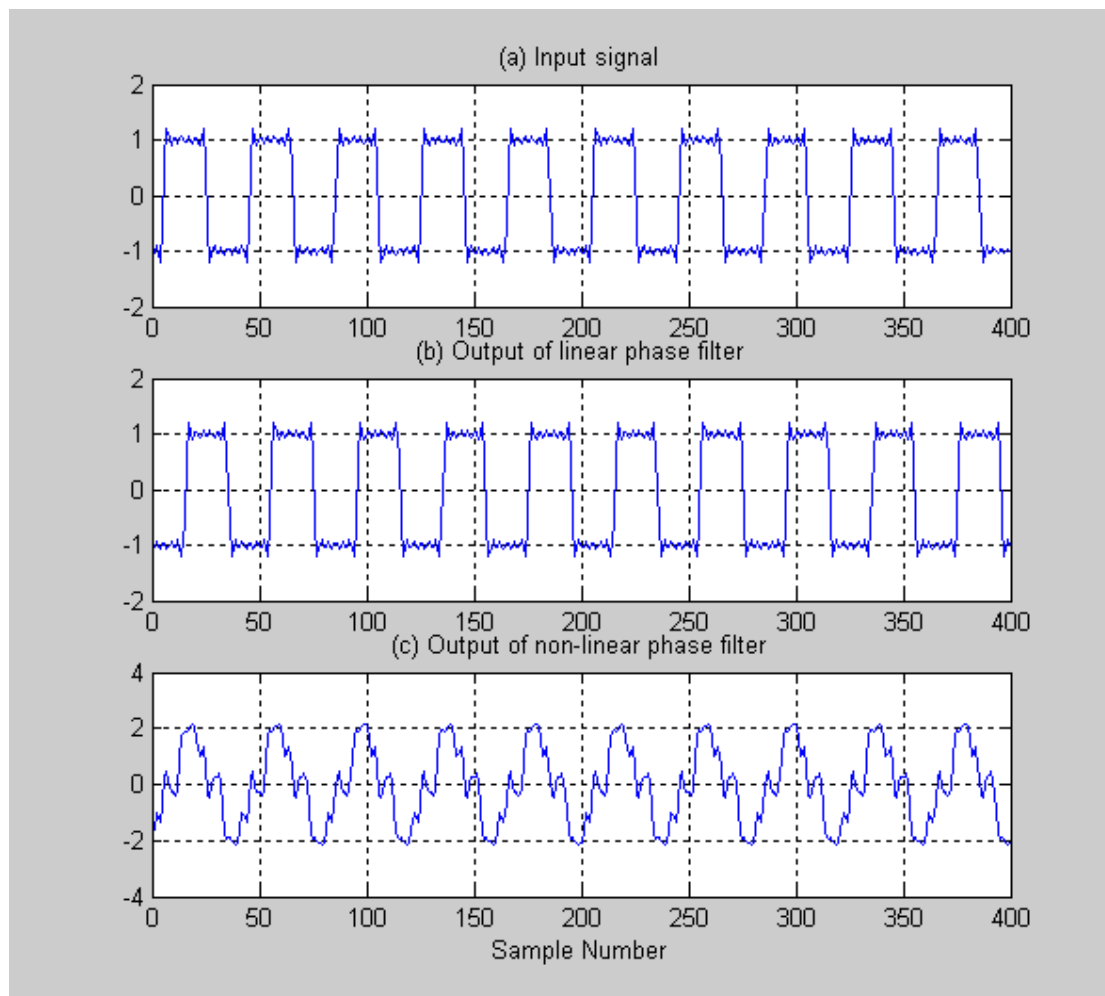 (a) Input signal
2
1
0
-1
-2
0 50 100 150 200 250 300 350 400
(b) Output of linear phase filter
2
1
0
-1
-2
0 50 100 150 200 250 300 350 400
(c) Output of non-linear phase filter
4
2
0
-2
-4
0 50 100 150 200 250 300 350 400
Sample Number